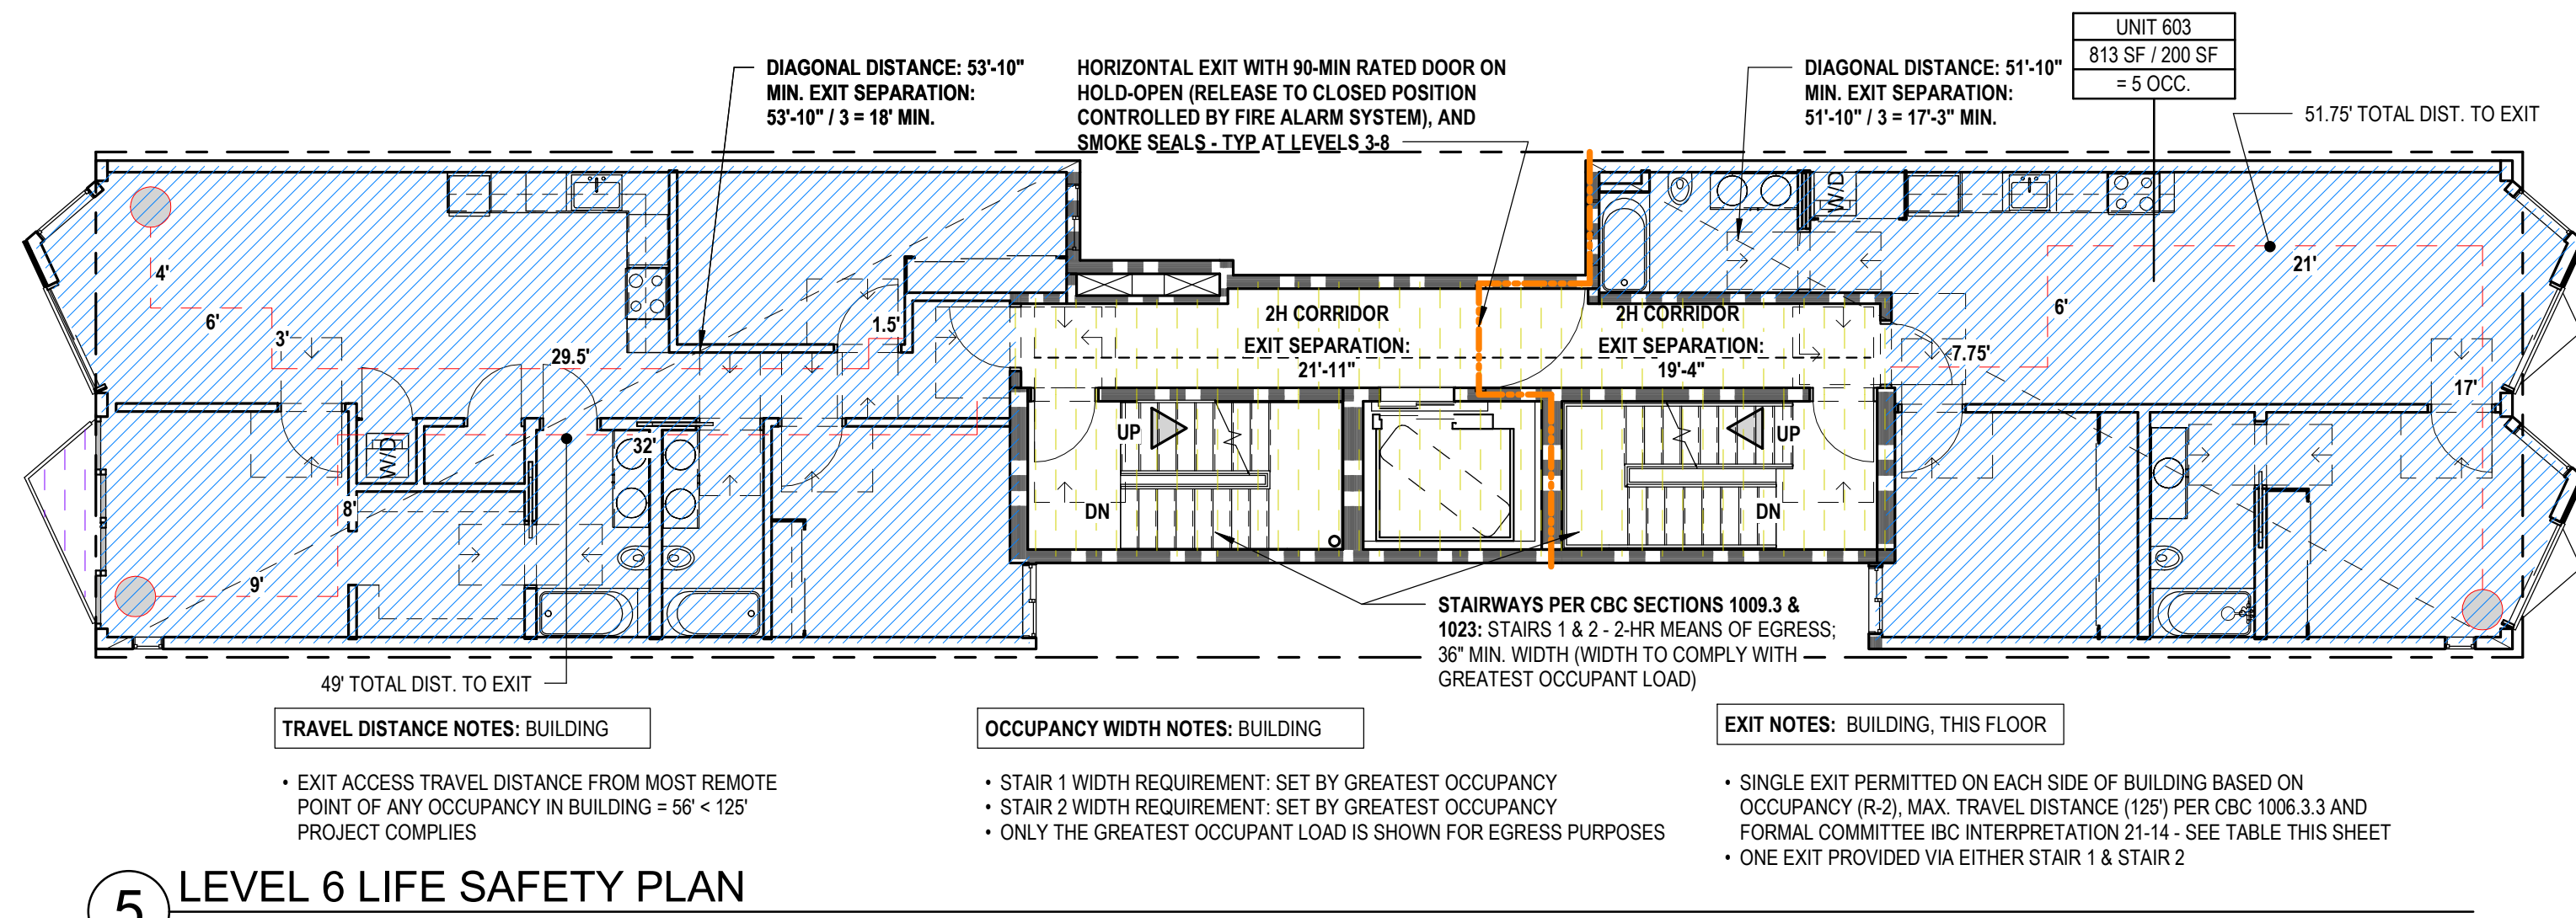 UNIT 603
813 SF / 200 SF
= 5 OCC.
DIAGONAL DISTANCE: 53'-10"
MIN. EXIT SEPARATION:
53'-10" / 3 = 18' MIN.
HORIZONTAL EXIT WITH 90-MIN RATED DOOR ON
HOLD-OPEN (RELEASE TO CLOSED POSITION
CONTROLLED BY FIRE ALARM SYSTEM), AND
SMOKE SEALS - TYP AT LEVELS 3-8
DIAGONAL DISTANCE: 51'-10"
MIN. EXIT SEPARATION:
51'-10" / 3 = 17'-3" MIN.
51.75' TOTAL DIST. TO EXIT
4'
6'
3'
29.5'
1.5'
32'
8'
9'
W/D
2H CORRIDOR
EXIT SEPARATION:
21'-11"
2H CORRIDOR
EXIT SEPARATION:
19'-4"
UP
DN
UP
DN
W/D
21'
6'
7.75'
17'
STAIRWAYS PER CBC SECTIONS 1009.3 &
1023: STAIRS 1 & 2 - 2-HR MEANS OF EGRESS;
36" MIN. WIDTH (WIDTH TO COMPLY WITH
GREATEST OCCUPANT LOAD)
49' TOTAL DIST. TO EXIT
TRAVEL DISTANCE NOTES: BUILDING
• EXIT ACCESS TRAVEL DISTANCE FROM MOST REMOTE
POINT OF ANY OCCUPANCY IN BUILDING = 56' < 125'
PROJECT COMPLIES
OCCUPANCY WIDTH NOTES: BUILDING
• STAIR 1 WIDTH REQUIREMENT: SET BY GREATEST OCCUPANCY
• STAIR 2 WIDTH REQUIREMENT: SET BY GREATEST OCCUPANCY
• ONLY THE GREATEST OCCUPANT LOAD IS SHOWN FOR EGRESS PURPOSES
EXIT NOTES: BUILDING, THIS FLOOR
• SINGLE EXIT PERMITTED ON EACH SIDE OF BUILDING BASED ON
OCCUPANCY (R-2), MAX. TRAVEL DISTANCE (125') PER CBC 1006.3.3 AND
FORMAL COMMITTEE IBC INTERPRETATION 21-14 - SEE TABLE THIS SHEET
• ONE EXIT PROVIDED VIA EITHER STAIR 1 & STAIR 2
5
LEVEL 6 LIFE SAFETY PLAN